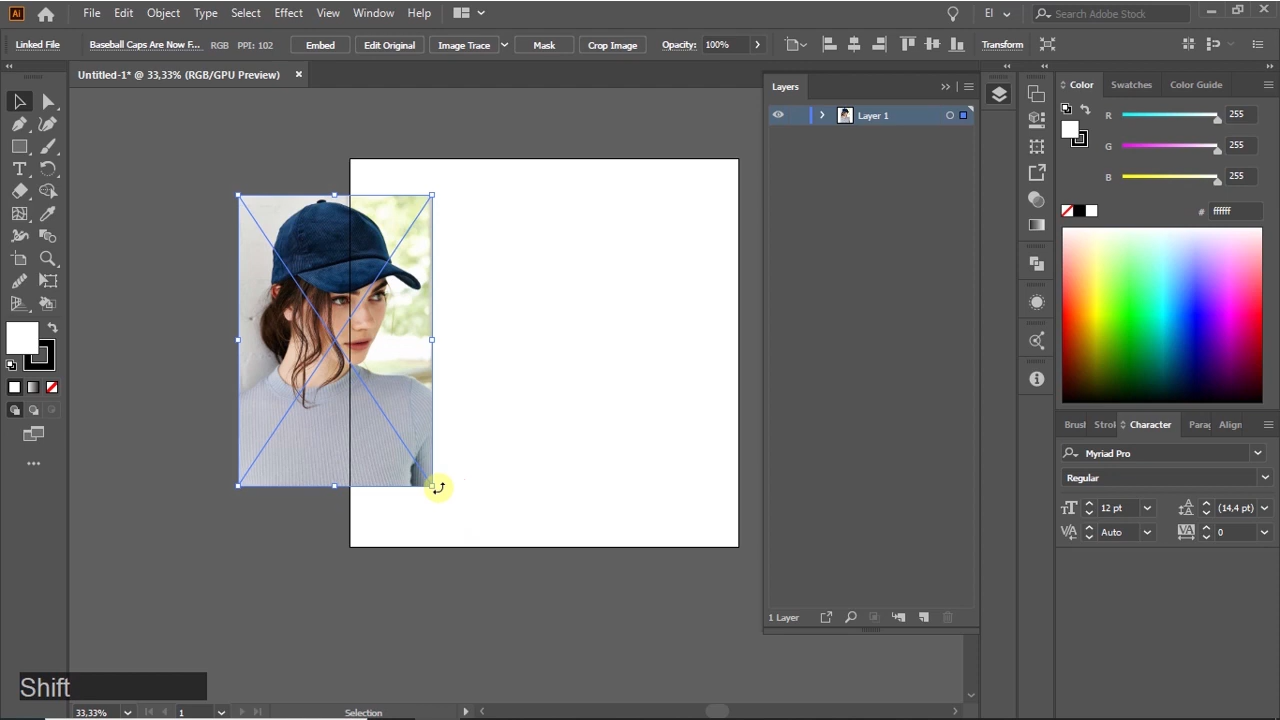 Ai File Edit Object Type Select Effect View Window Help El Search Adobe Stock
Linked File Baseball Caps Are Now F... RGB PPI: 102 Embed Edit Original Image Trace Mask Crop Image Opacity: 100% Transform
Untitled-1* @ 33,33% (RGB/GPU Preview)
Layers
Layer 1
Color Swatches Color Guide
R 255
G 255
B 255
# ffffff
Brush Strok Character Parag Align
Myriad Pro
Regular
12 pt (14,4 pt)
Auto 0
1 Layer
Shift
33,33% 1 Selection